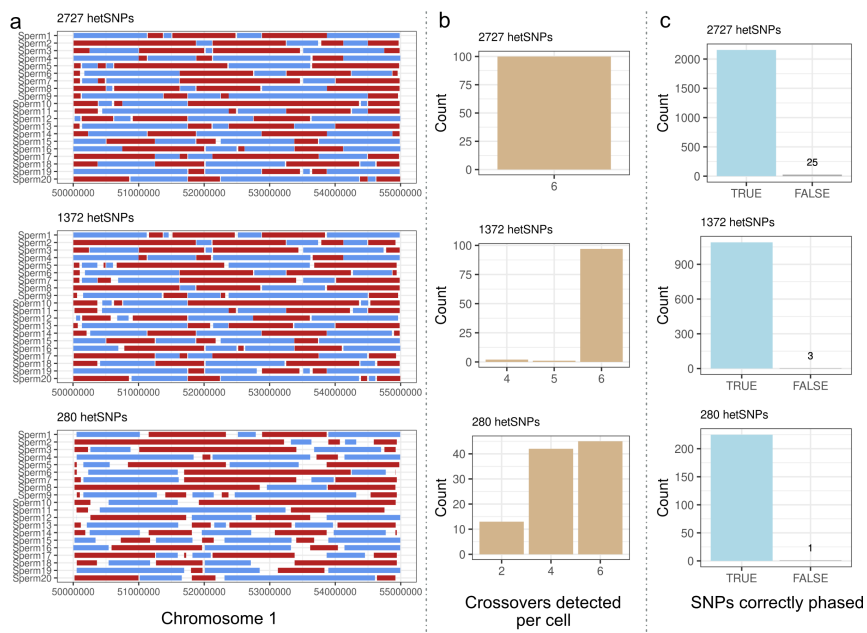 a
2727 hetSNPs
Sperm1
Sperm2
Sperm3
Sperm4
Sperm5
Sperm6
Sperm7
Sperm8
Sperm9
Sperm10
Sperm11
Sperm12
Sperm13
Sperm14
Sperm15
Sperm16
Sperm17
Sperm18
Sperm19
Sperm20
50000000 51000000 52000000 53000000 54000000 55000000
1372 hetSNPs
Sperm1
Sperm2
Sperm3
Sperm4
Sperm5
Sperm6
Sperm7
Sperm8
Sperm9
Sperm10
Sperm11
Sperm12
Sperm13
Sperm14
Sperm15
Sperm16
Sperm17
Sperm18
Sperm19
Sperm20
50000000 51000000 52000000 53000000 54000000 55000000
280 hetSNPs
Sperm1
Sperm2
Sperm3
Sperm4
Sperm5
Sperm6
Sperm7
Sperm8
Sperm9
Sperm10
Sperm11
Sperm12
Sperm13
Sperm14
Sperm15
Sperm16
Sperm17
Sperm18
Sperm19
Sperm20
50000000 51000000 52000000 53000000 54000000 55000000
Chromosome 1
b
2727 hetSNPs
Count
100
75
50
25
0
6
1372 hetSNPs
Count
100
75
50
25
0
4 5 6
280 hetSNPs
Count
40
30
20
10
0
2 4 6
Crossovers detected
per cell
c
2727 hetSNPs
Count
2000
1500
1000
500
0
25
TRUE FALSE
1372 hetSNPs
Count
900
600
300
0
3
TRUE FALSE
280 hetSNPs
Count
200
150
100
50
0
1
TRUE FALSE
SNPs correctly phased